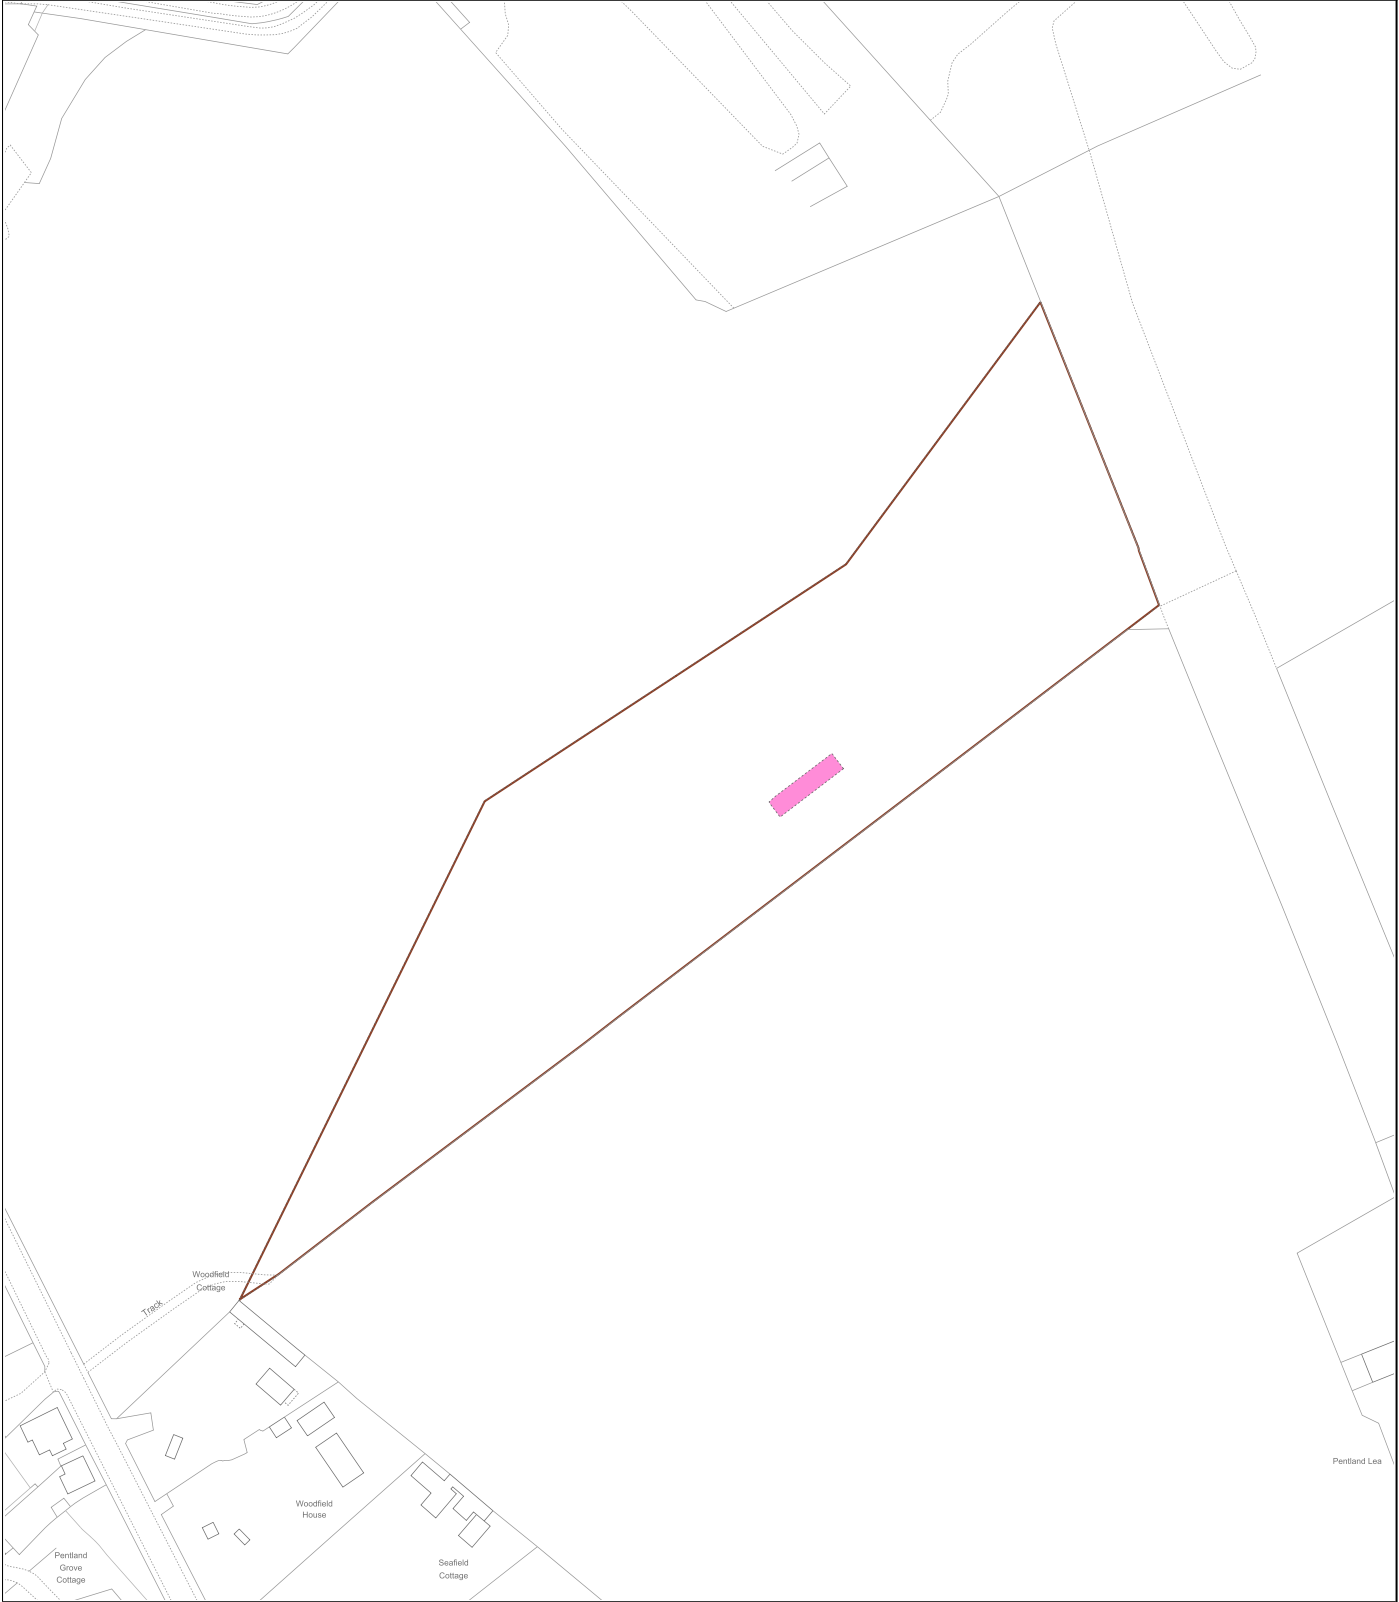 Woodfield
Cottage
Track
Pentland Lea
Woodfield
House
Pentland
Grove
Cottage
Seafield
Cottage